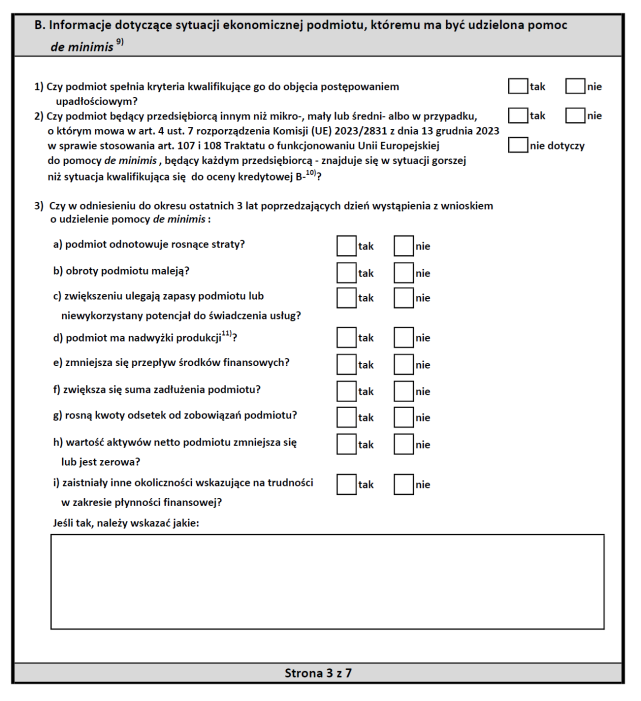 B. Informacje dotyczące sytuacji ekonomicznej podmiotu, któremu ma być udzielona pomoc
de minimis 9)
1) Czy podmiot spełnia kryteria kwalifikujące go do objęcia postępowaniem tak nie
upadłościowym?
2) Czy podmiot będący przedsiębiorcą innym niż mikro-, mały lub średni- albo w przypadku, tak nie
o którym mowa w art. 4 ust. 7 rozporządzenia Komisji (UE) 2023/2831 z dnia 13 grudnia 2023
w sprawie stosowania art. 107 i 108 Traktatu o funkcjonowaniu Unii Europejskiej nie dotyczy
do pomocy de minimis , będący każdym przedsiębiorcą - znajduje się w sytuacji gorszej
niż sytuacja kwalifikująca się do oceny kredytowej B-10)?
3) Czy w odniesieniu do okresu ostatnich 3 lat poprzedzających dzień wystąpienia z wnioskiem
o udzielenie pomocy de minimis :
a) podmiot odnotowuje rosnące straty? tak nie
b) obroty podmiotu maleją? tak nie
c) zwiększeniu ulegają zapasy podmiotu lub tak nie
niewykorzystany potencjał do świadczenia usług?
d) podmiot ma nadwyżki produkcji11)? tak nie
e) zmniejsza się przepływ środków finansowych? tak nie
f) zwiększa się suma zadłużenia podmiotu? tak nie
g) rosną kwoty odsetek od zobowiązań podmiotu? tak nie
h) wartość aktywów netto podmiotu zmniejsza się tak nie
lub jest zerowa?
i) zaistniały inne okoliczności wskazujące na trudności tak nie
w zakresie płynności finansowej?
Jeśli tak, należy wskazać jakie:
Strona 3 z 7